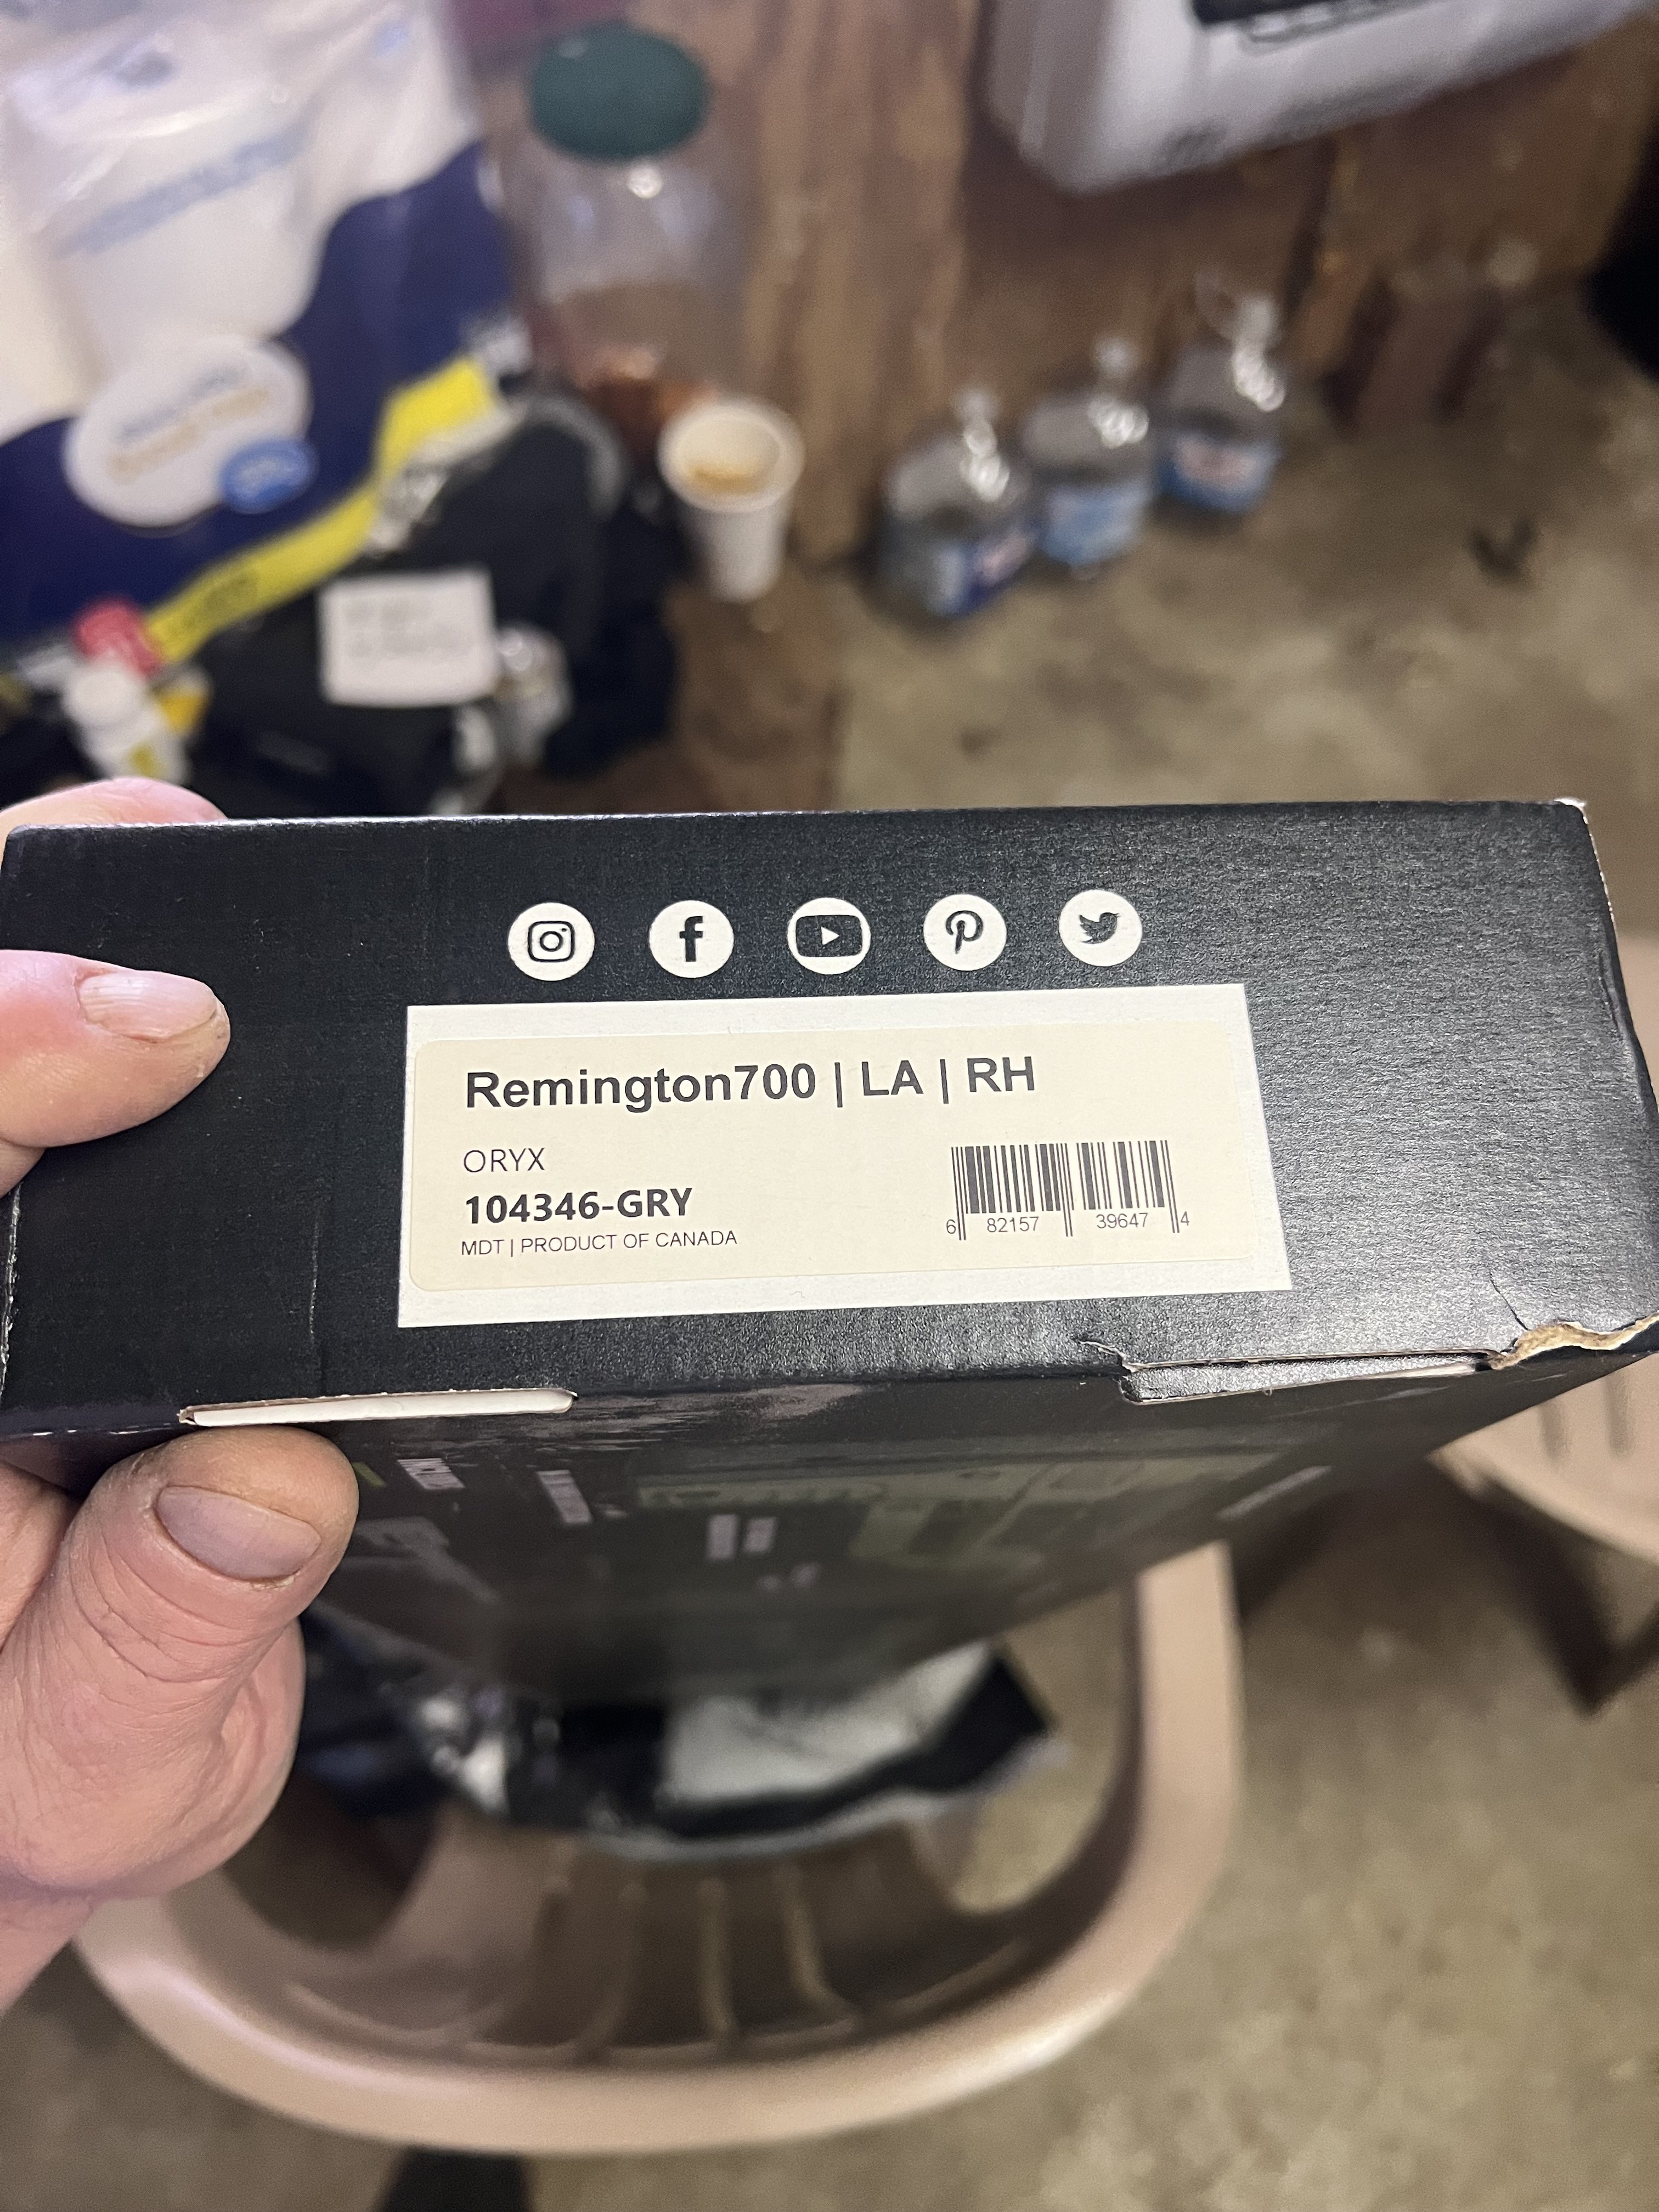 Remington700 | LA | RH
ORYX
104346-GRY
MDT | PRODUCT OF CANADA
6 82157 39647 4